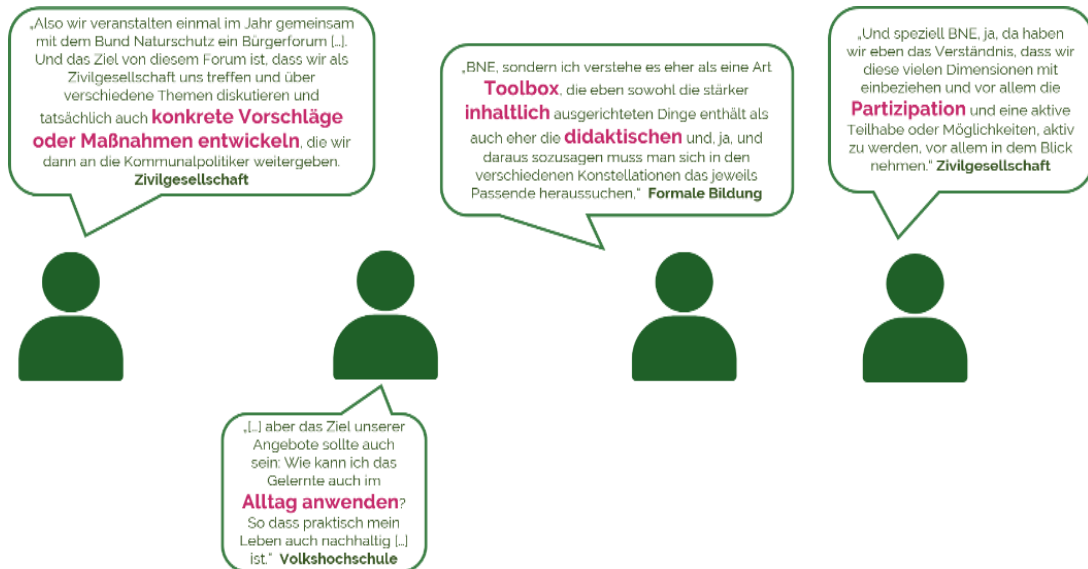 „Also wir veranstalten einmal im Jahr gemeinsam
mit dem Bund Naturschutz ein Bürgerforum […].
Und das Ziel von diesem Forum ist, dass wir als
Zivilgesellschaft uns treffen und über
verschiedene Themen diskutieren und
tatsächlich auch konkrete Vorschläge
oder Maßnahmen entwickeln, die wir
dann an die Kommunalpolitiker weitergeben.
Zivilgesellschaft
„BNE, sondern ich verstehe es eher als eine Art
Toolbox, die eben sowohl die stärker
inhaltlich ausgerichteten Dinge enthält als
auch eher die didaktischen und, ja, und
daraus sozusagen muss man sich in den
verschiedenen Konstellationen das jeweils
Passende heraussuchen,“ Formale Bildung
„Und speziell BNE, ja, da haben
wir eben das Verständnis, dass wir
diese vielen Dimensionen mit
einbeziehen und vor allem die
Partizipation und eine aktive
Teilhabe oder Möglichkeiten, aktiv
zu werden, vor allem in dem Blick
nehmen.“ Zivilgesellschaft
„[…] aber das Ziel unserer
Angebote sollte auch
sein: Wie kann ich das
Gelernte auch im
Alltag anwenden?
So dass praktisch mein
Leben auch nachhaltig […]
ist.“ Volkshochschule